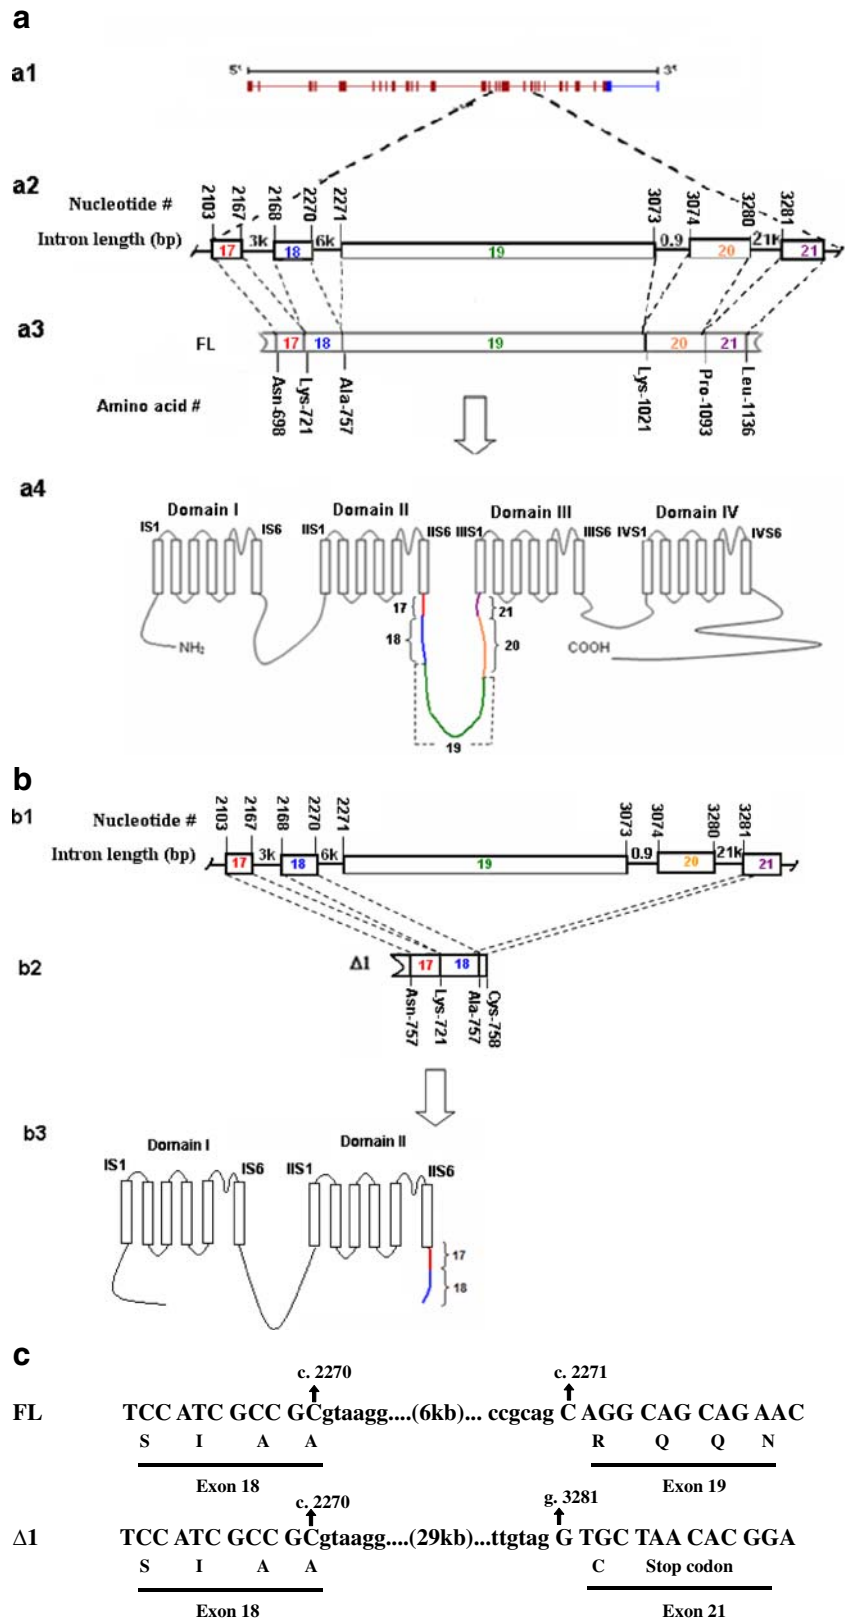 a
a1
5' 3'
a2
Nucleotide # 2103 2167 2168 2270 2271 3073 3074 3280 3281
Intron length (bp) 17 3k 18 6k 19 0.9 20 21K 21
a3
FL 17 18 19 20 21
Amino acid # Asn-698 Lys-721 Ala-757 Lys-1021 Pro-1093 Leu-1136
a4
Domain I Domain II Domain III Domain IV
IS1 IS6 IIS1 IIS6 IIIS1 IIIS6 IVS1 IVS6
17 21
18 20
NH2 COOH
19
b
b1
Nucleotide # 2103 2167 2168 2270 2271 3073 3074 3280 3281
Intron length (bp) 17 3k 18 6k 19 0.9 20 21k 21
b2
Δ1 17 18
Asn-757 Lys-721 Ala-757 Cys-758
b3
Domain I Domain II
IS1 IS6 IIS1 IIS6
17
18
c
c. 2270 c. 2271
FL TCC ATC GCC GCgtaagg....(6kb)... ccgcag C AGG CAG CAG AAC
S I A A R Q Q N
Exon 18 Exon 19
c. 2270 g. 3281
Δ1 TCC ATC GCC GCgtaagg....(29kb)...ttgtag G TGC TAA CAC GGA
S I A A C Stop codon
Exon 18 Exon 21